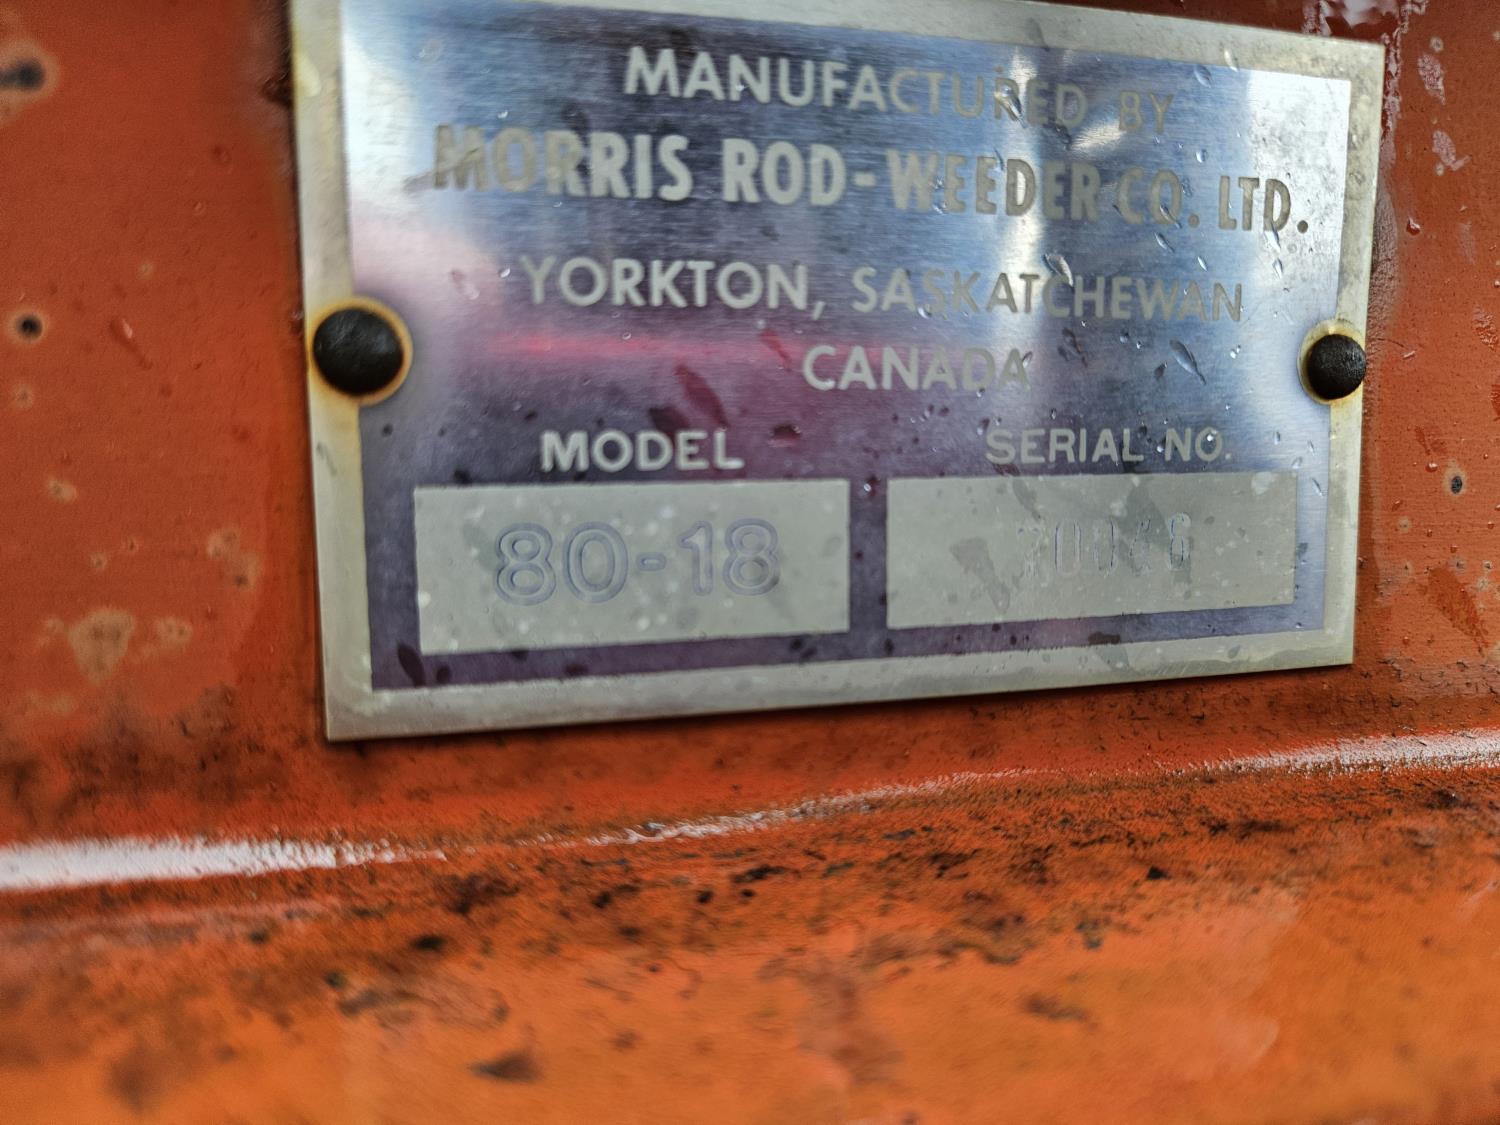 MANUFACTURED BY
MORRIS ROD-WEEDER CO. LTD.
YORKTON, SASKATCHEWAN
CANADA
MODEL SERIAL NO.
80-18